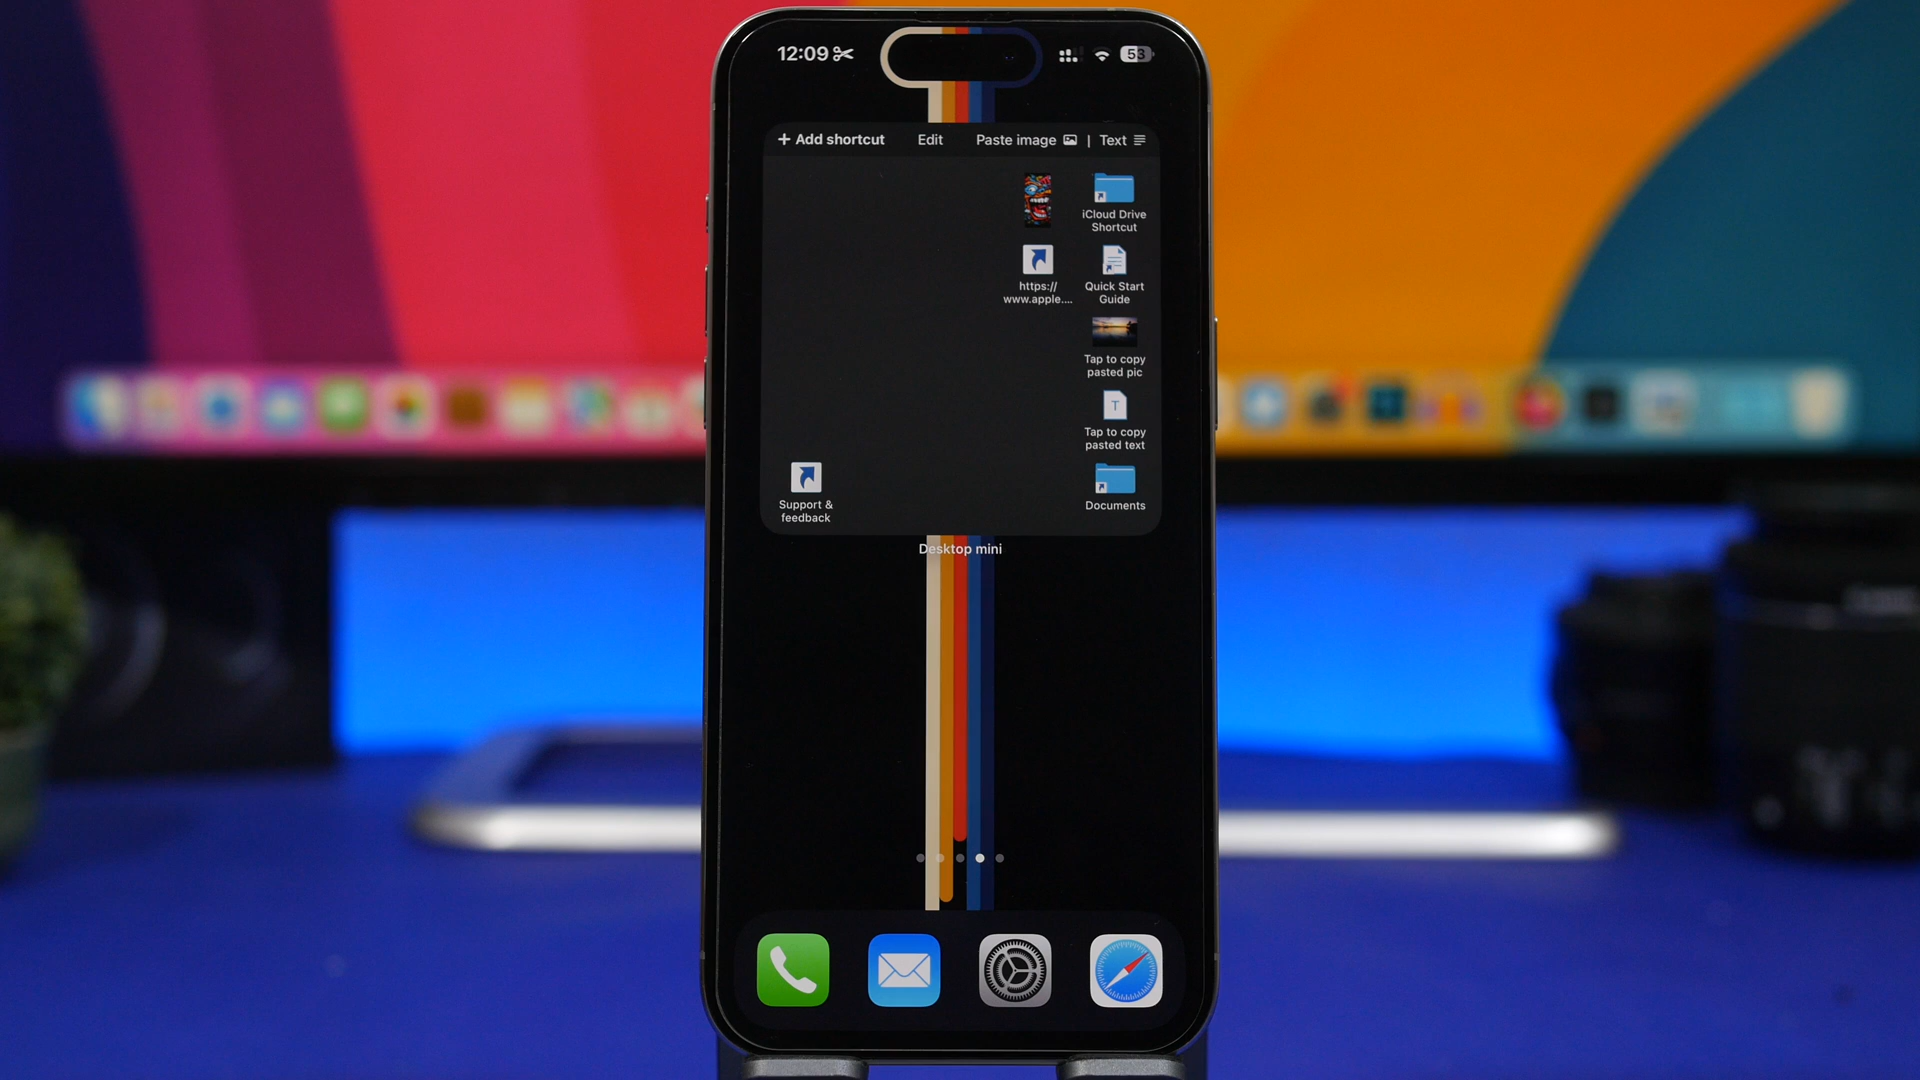 12:09
53
+ Add shortcut Edit Paste image | Text
iCloud Drive
Shortcut
https://
www.apple....
Quick Start
Guide
Tap to copy
pasted pic
T
Tap to copy
pasted text
Support &
feedback
Documents
Desktop mini